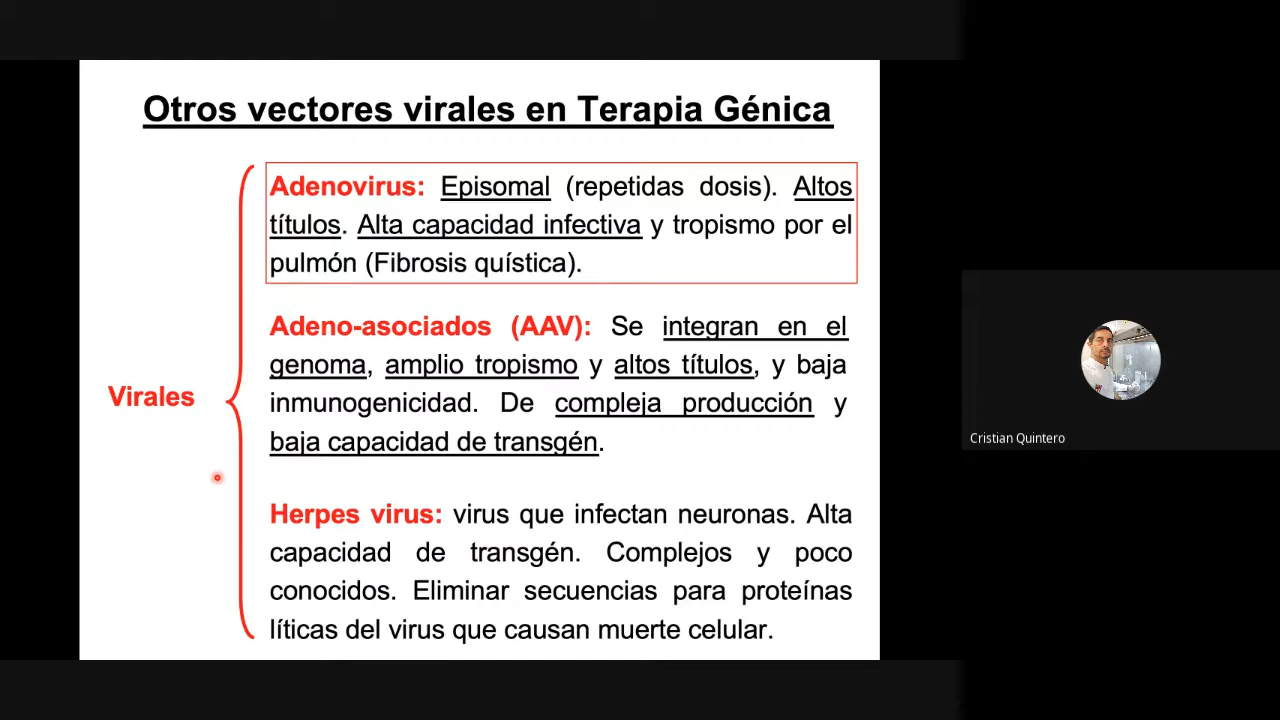 Otros vectores virales en Terapia Génica
Adenovirus: Episomal (repetidas dosis). Altos
títulos. Alta capacidad infectiva y tropismo por el
pulmón (Fibrosis quística).
Adeno-asociados (AAV): Se integran en el
genoma, amplio tropismo y altos títulos, y baja
inmunogenicidad. De compleja producción y
baja capacidad de transgén.
Virales
Herpes virus: virus que infectan neuronas. Alta
capacidad de transgén. Complejos y poco
conocidos. Eliminar secuencias para proteínas
líticas del virus que causan muerte celular.
Cristian Quintero